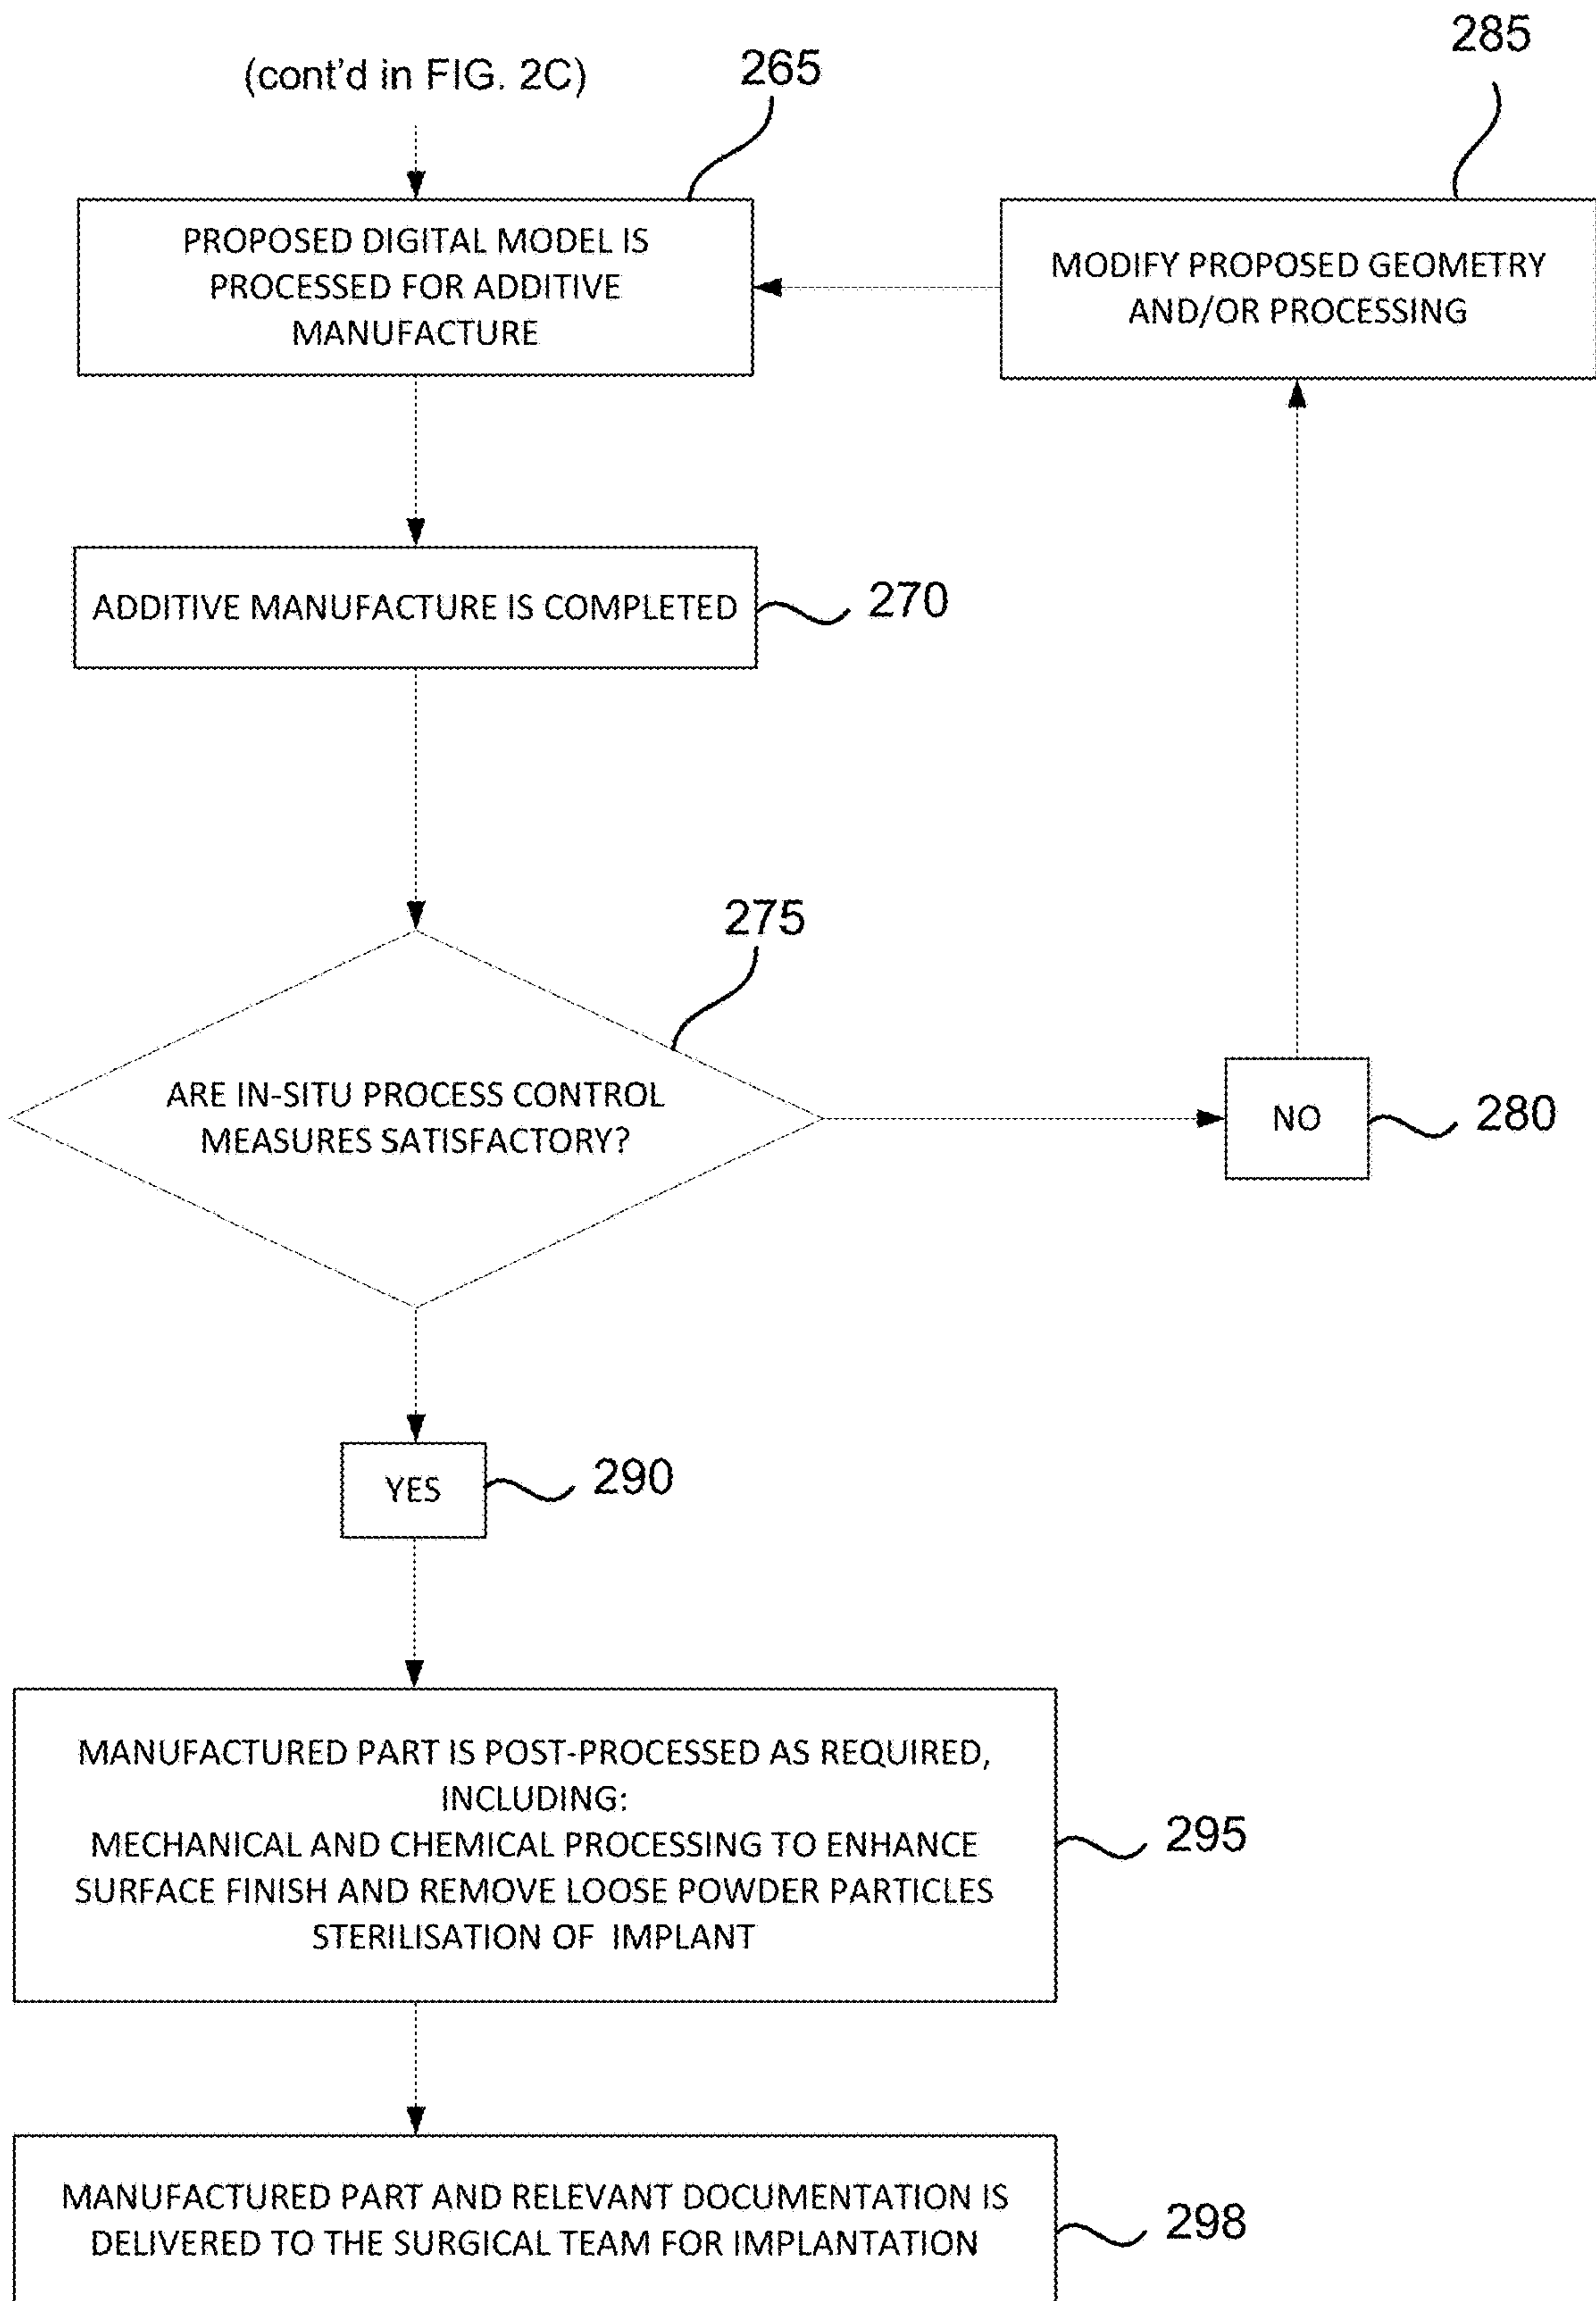 285
(cont'd in FIG. 2C)
265
PROPOSED DIGITAL MODEL IS
PROCESSED FOR ADDITIVE
MANUFACTURE
MODIFY PROPOSED GEOMETRY
AND/OR PROCESSING
ADDITIVE MANUFACTURE IS COMPLETED
270
275
ARE IN-SITU PROCESS CONTROL
MEASURES SATISFACTORY?
NO
280
YES
290
MANUFACTURED PART IS POST-PROCESSED AS REQUIRED,
INCLUDING:
MECHANICAL AND CHEMICAL PROCESSING TO ENHANCE
SURFACE FINISH AND REMOVE LOOSE POWDER PARTICLES
STERILISATION OF IMPLANT
295
MANUFACTURED PART AND RELEVANT DOCUMENTATION IS
DELIVERED TO THE SURGICAL TEAM FOR IMPLANTATION
298